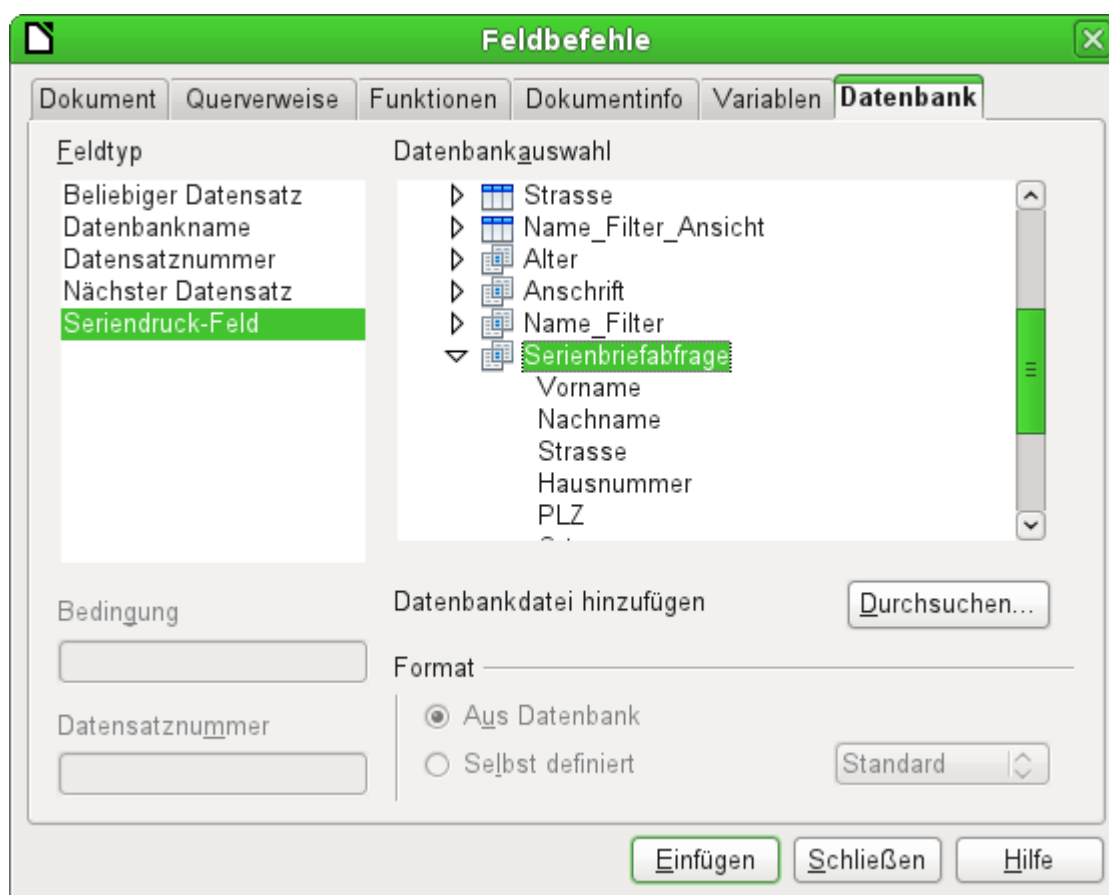 Feldbefehle
Dokument Querverweise Funktionen Dokumentinfo Variablen Datenbank
Feldtyp
Beliebiger Datensatz
Datenbankname
Datensatznummer
Nächster Datensatz
Seriendruck-Feld
Datenbankauswahl
Strasse
Name_Filter_Ansicht
Alter
Anschrift
Name_Filter
Serienbriefabfrage
Vorname
Nachname
Strasse
Hausnummer
PLZ
Bedingung
Datensatznummer
Datenbankdatei hinzufügen Durchsuchen...
Format
Aus Datenbank
Selbst definiert Standard
Einfügen Schließen Hilfe